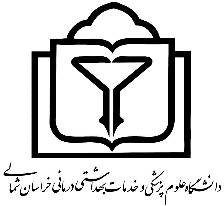 دانشگاه علوم پزشکی و خدمات بهداشتی درمانی خراسان شمالی